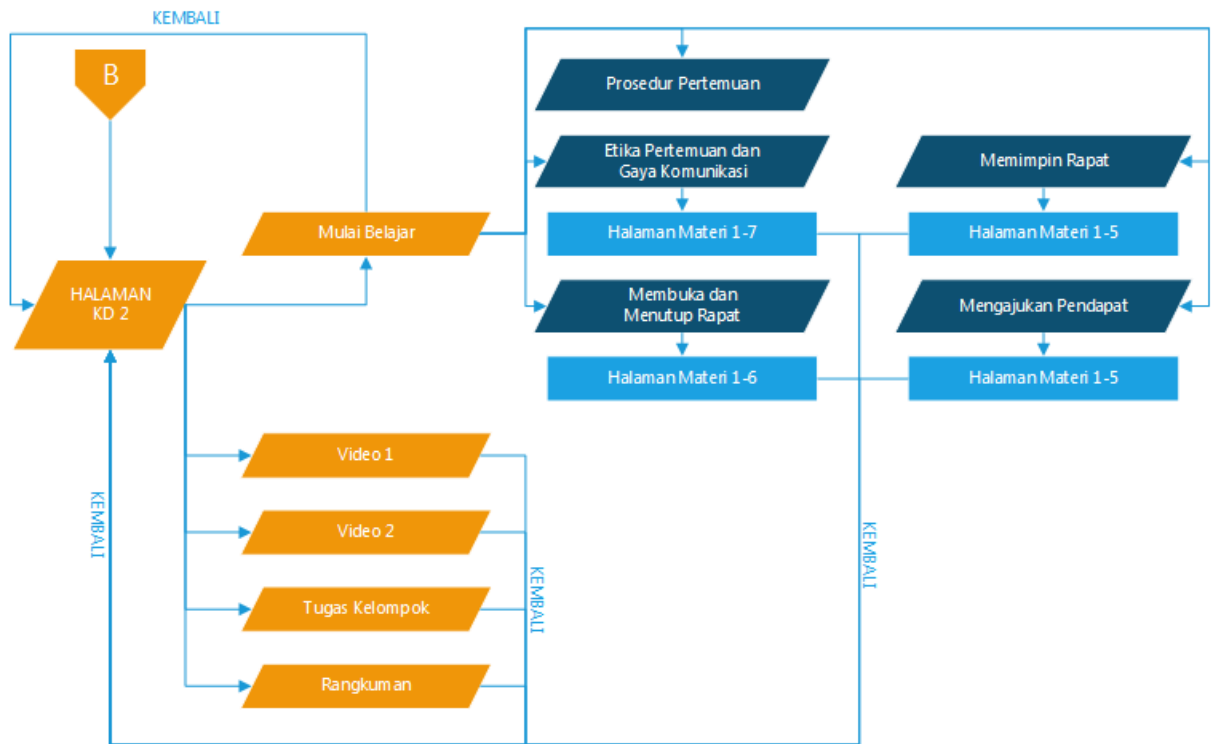 KEMBALI
B
Prosedur Pertemuan
Etika Pertemuan dan
Gaya Komunikasi
Memimpin Rapat
Mulai Belajar
Halaman Materi 1-7
Halaman Materi 1-5
HALAMAN
KD 2
Membuka dan
Menutup Rapat
Mengajukan Pendapat
Halaman Materi 1-6
Halaman Materi 1-5
Video 1
Video 2
Tugas Kelompok
Rangkuman
KEMBALI
KEMBALI
KEMBALI